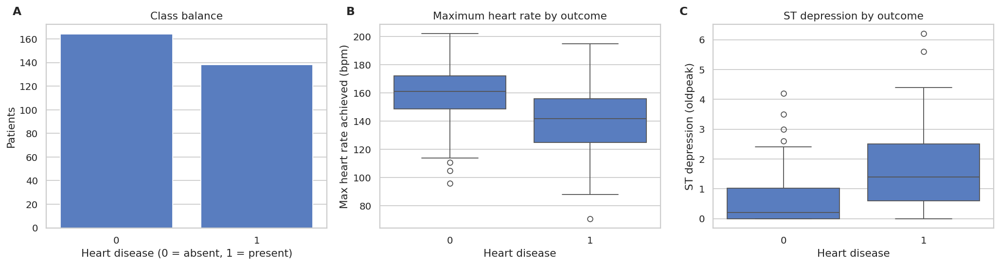 A
Class balance
Patients
160
140
120
100
80
60
40
20
0
0 1
Heart disease (0 = absent, 1 = present)
B
Maximum heart rate by outcome
Max heart rate achieved (bpm)
200
180
160
140
120
100
80
0 1
Heart disease
C
ST depression by outcome
ST depression (oldpeak)
6
5
4
3
2
1
0
0 1
Heart disease